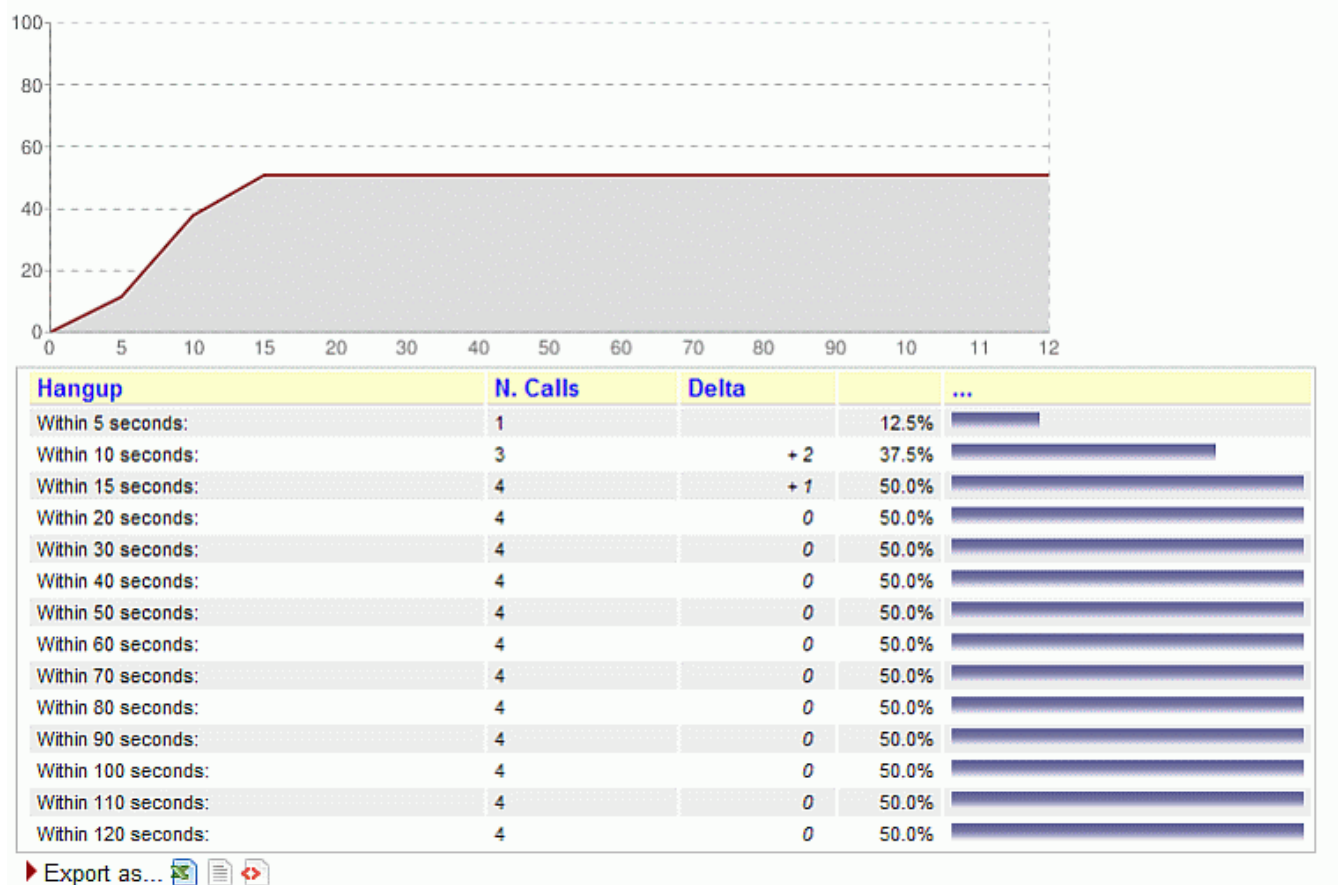 100
80
60
40
20
0
0 5 10 15 20 30 40 50 60 70 80 90 10 11 12
Hangup N. Calls Delta ...
Within 5 seconds: 1 12.5%
Within 10 seconds: 3 + 2 37.5%
Within 15 seconds: 4 + 1 50.0%
Within 20 seconds: 4 0 50.0%
Within 30 seconds: 4 0 50.0%
Within 40 seconds: 4 0 50.0%
Within 50 seconds: 4 0 50.0%
Within 60 seconds: 4 0 50.0%
Within 70 seconds: 4 0 50.0%
Within 80 seconds: 4 0 50.0%
Within 90 seconds: 4 0 50.0%
Within 100 seconds: 4 0 50.0%
Within 110 seconds: 4 0 50.0%
Within 120 seconds: 4 0 50.0%
Export as...